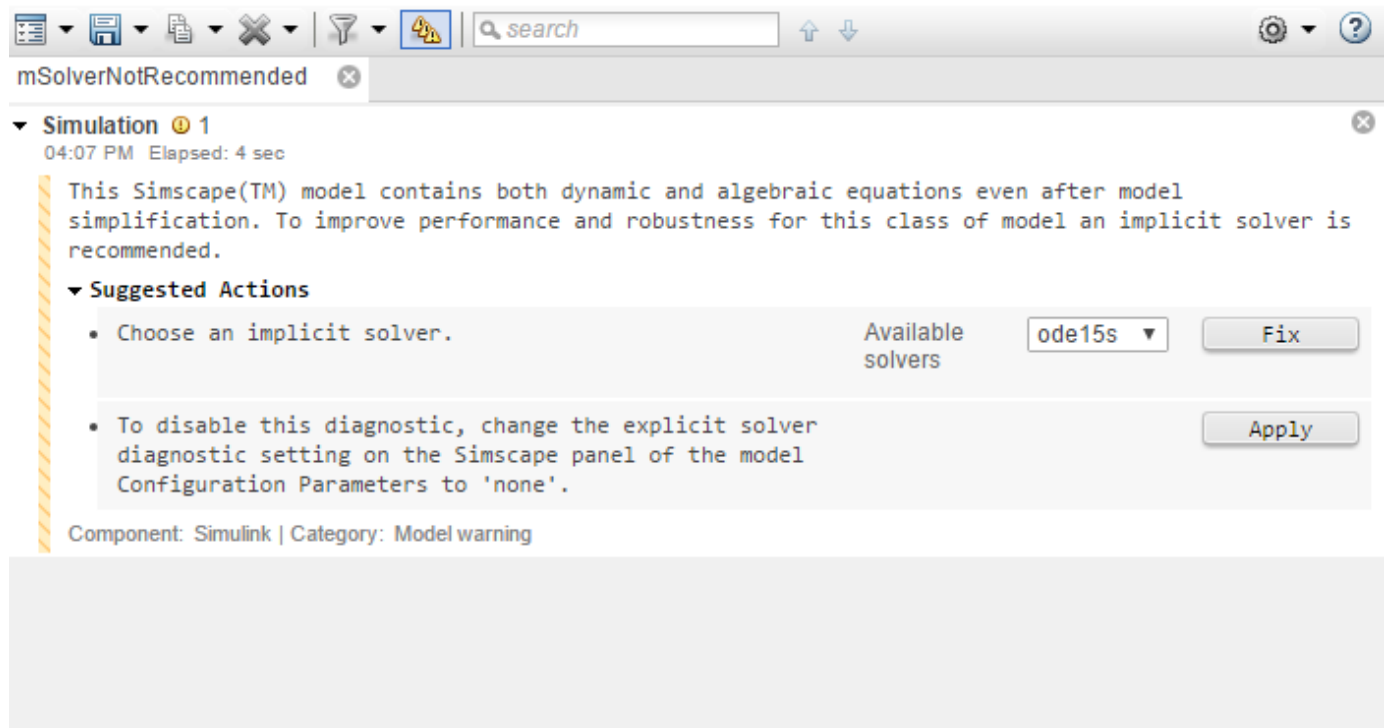 search
mSolverNotRecommended
Simulation 1
04:07 PM Elapsed: 4 sec
This Simscape(TM) model contains both dynamic and algebraic equations even after model
simplification. To improve performance and robustness for this class of model an implicit solver is
recommended.
Suggested Actions
• Choose an implicit solver.
Available
solvers
ode15s
Fix
• To disable this diagnostic, change the explicit solver
diagnostic setting on the Simscape panel of the model
Configuration Parameters to 'none'.
Apply
Component: Simulink | Category: Model warning